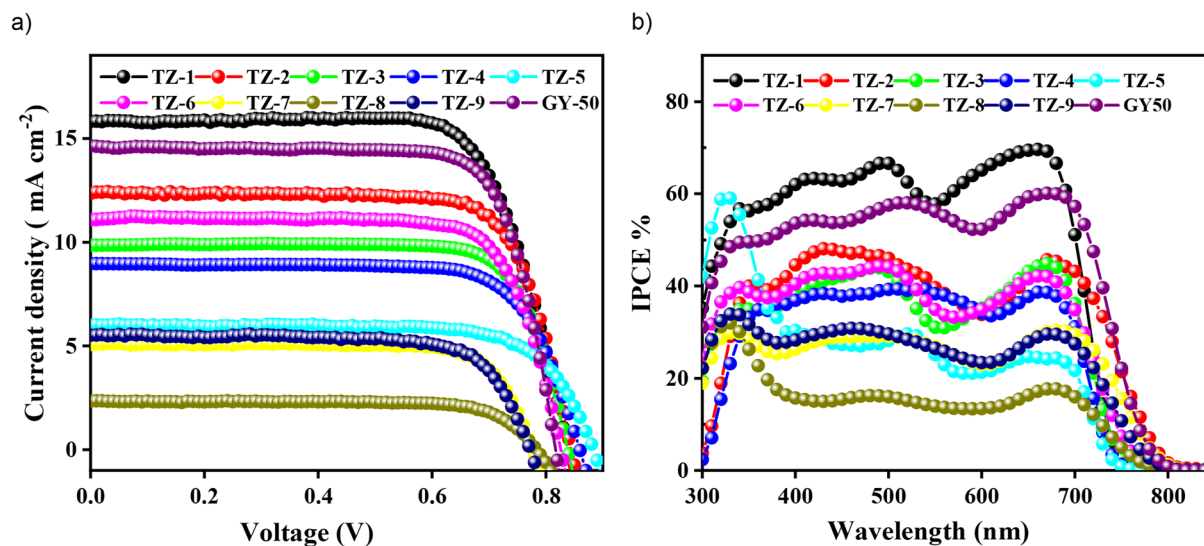 a)
TZ-1 TZ-2 TZ-3 TZ-4 TZ-5
TZ-6 TZ-7 TZ-8 TZ-9 GY-50
Current density ( mA cm-2)
15
10
5
0
0.0 0.2 0.4 0.6 0.8
Voltage (V)
b)
TZ-1 TZ-2 TZ-3 TZ-4 TZ-5
TZ-6 TZ-7 TZ-8 TZ-9 GY50
IPCE %
80
60
40
20
0
300 400 500 600 700 800
Wavelength (nm)